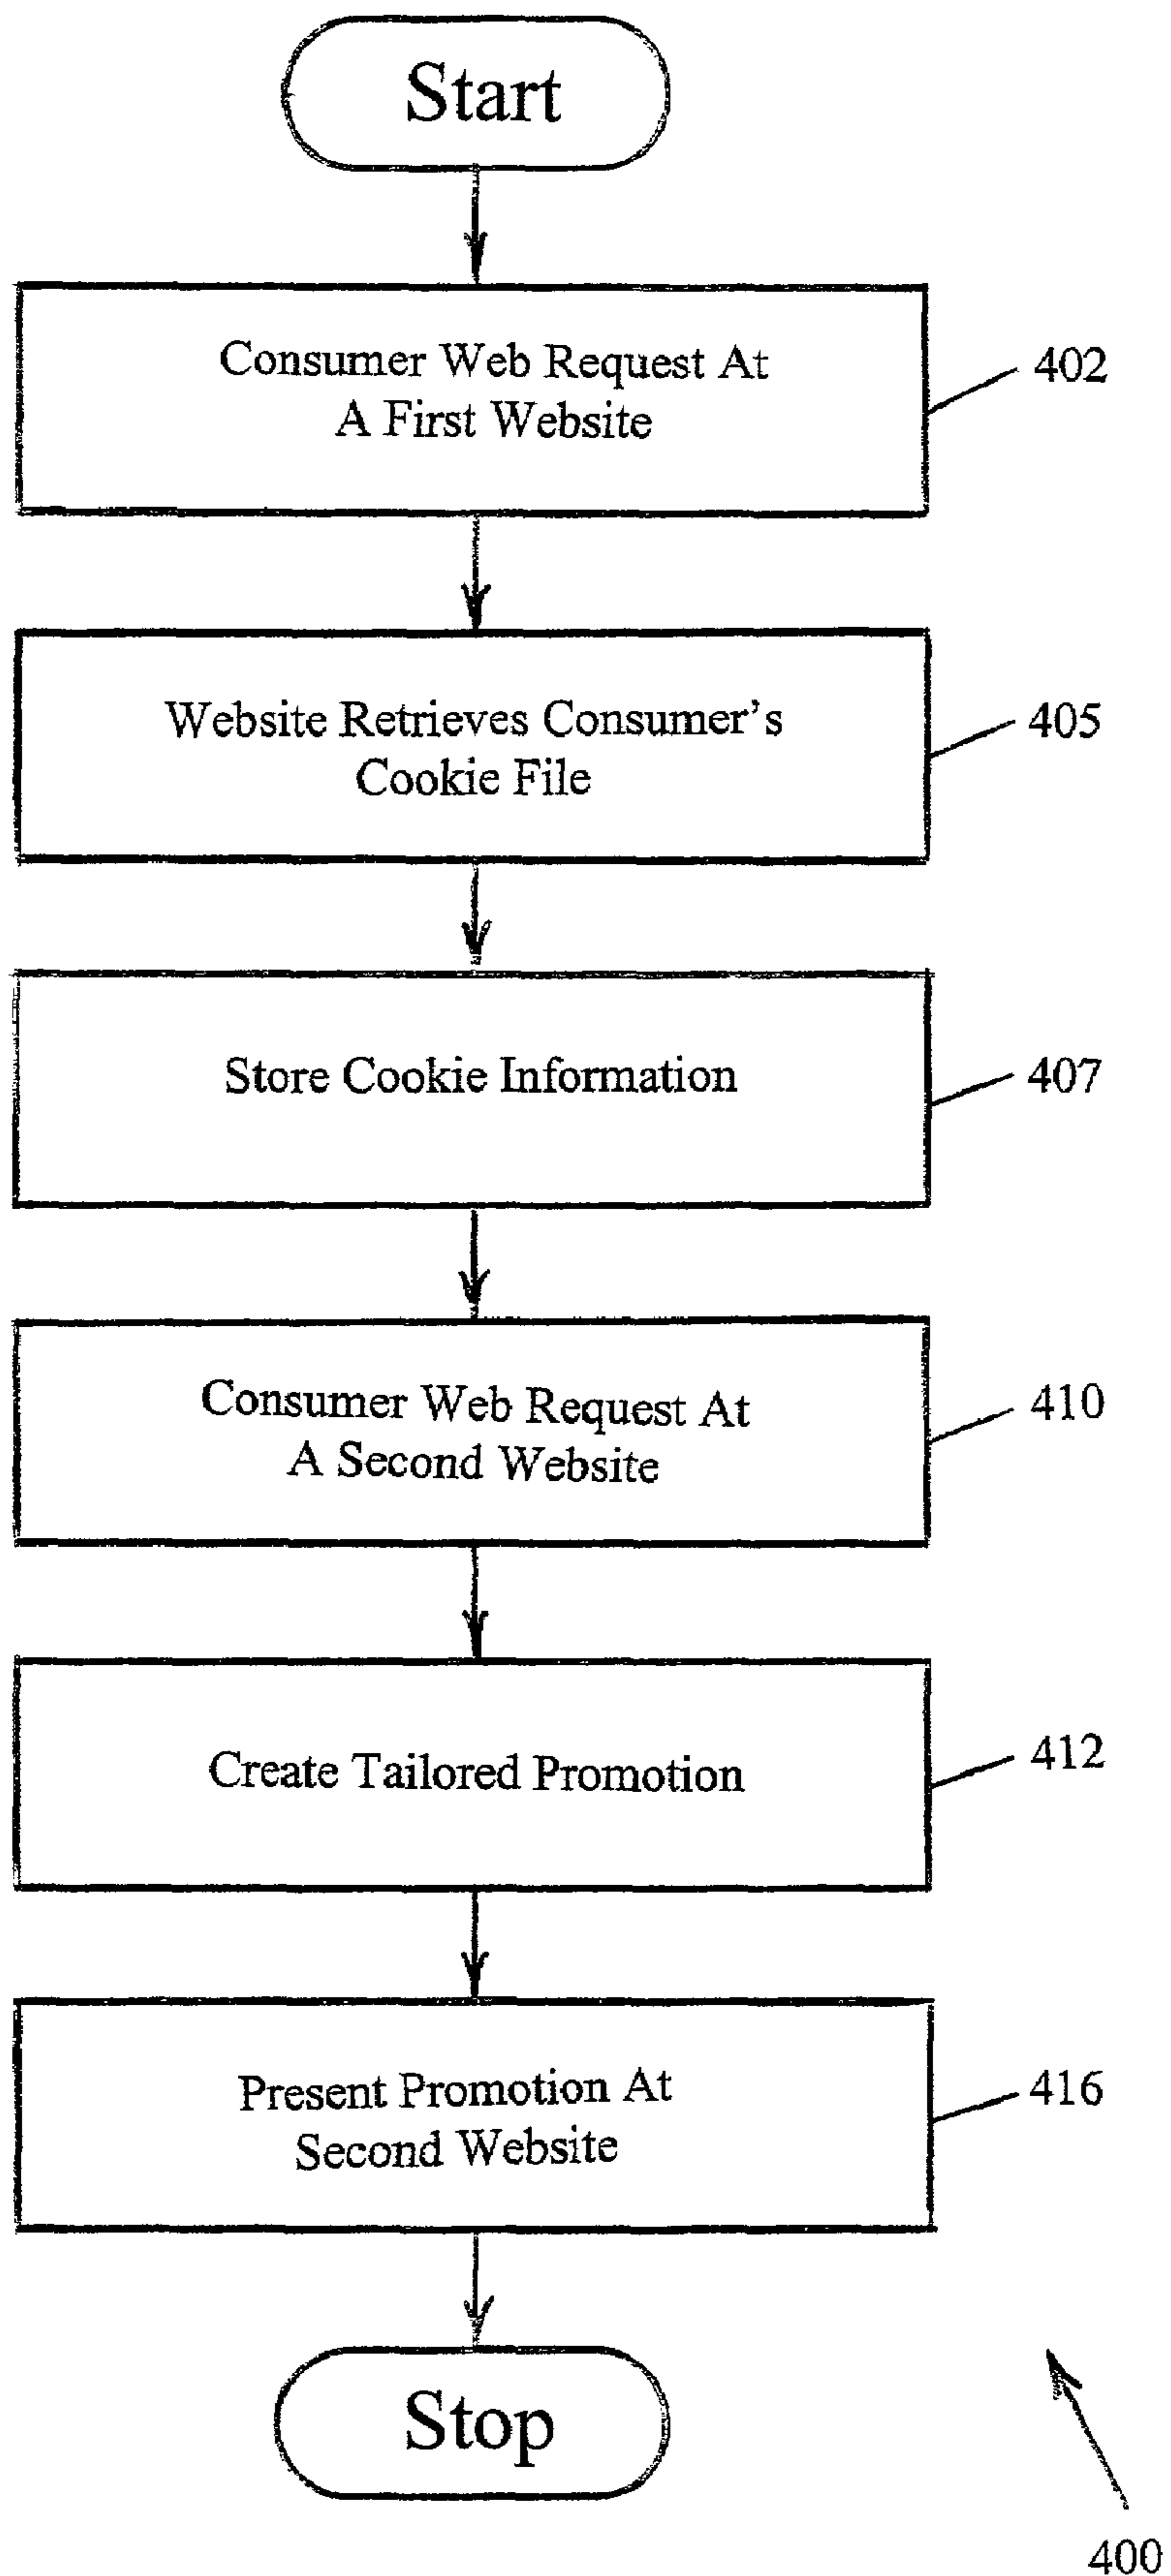 Start
Consumer Web Request At
A First Website
402
Website Retrieves Consumer's
Cookie File
405
Store Cookie Information
407
Consumer Web Request At
A Second Website
410
Create Tailored Promotion
412
Present Promotion At
Second Website
416
Stop
400